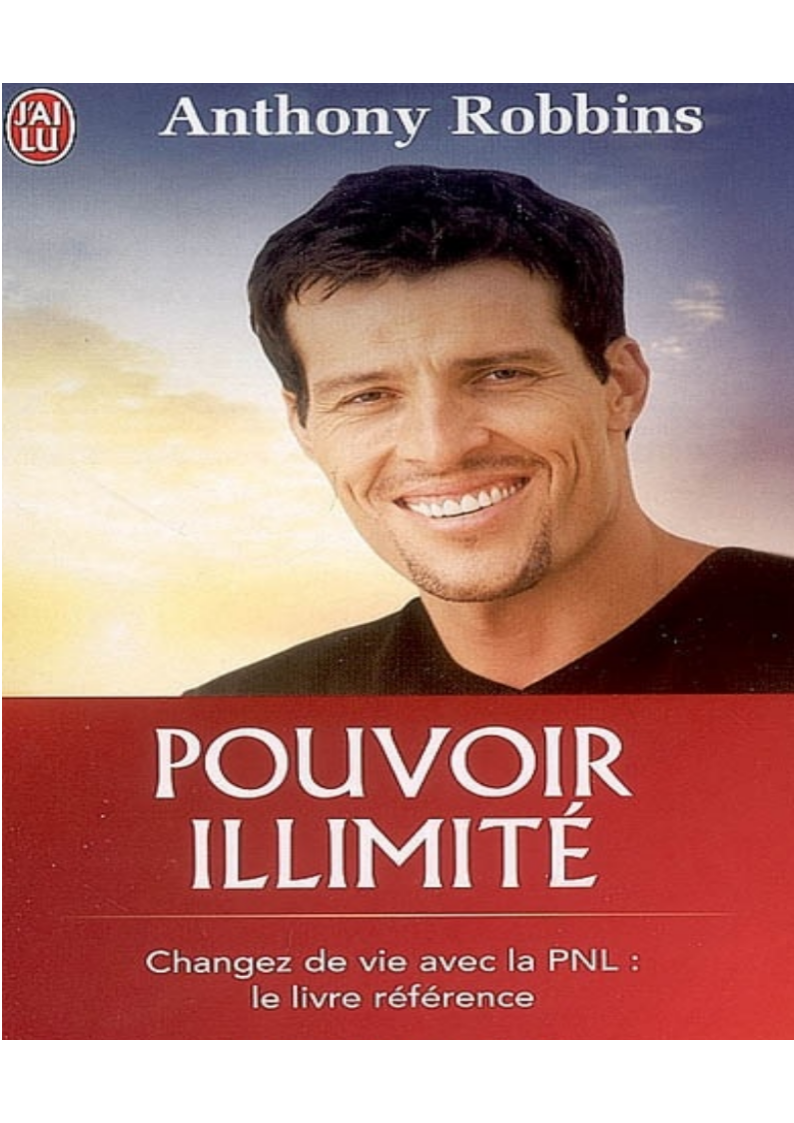 J'AI
LU
Anthony Robbins
POUVOIR
ILLIMITÉ
Changez de vie avec la PNL :
le livre référence